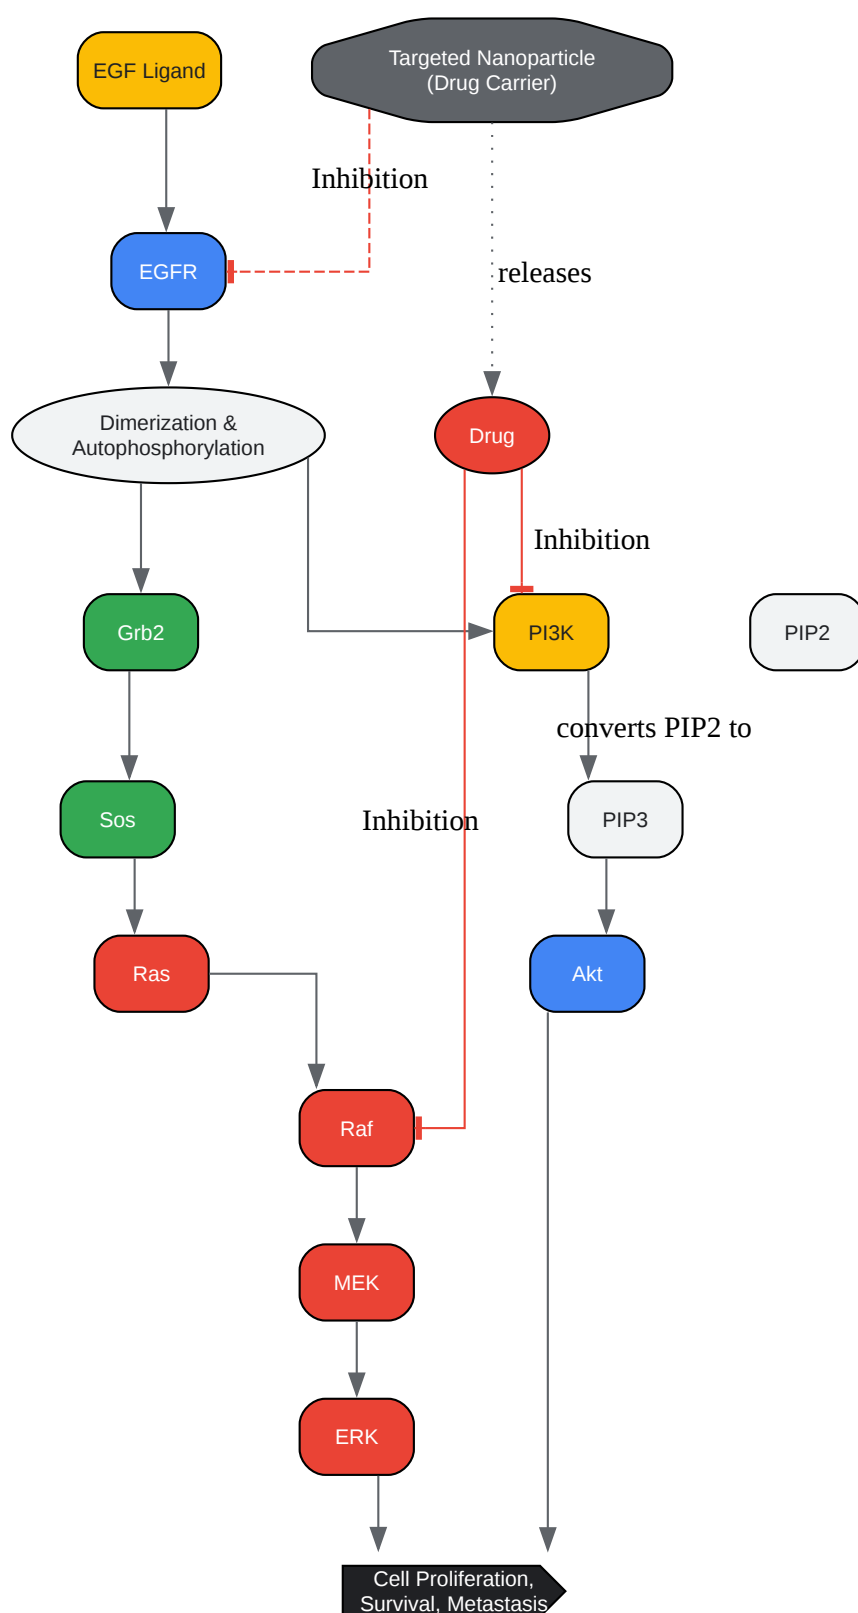 EGF Ligand
Targeted Nanoparticle
(Drug Carrier)
Inhibition
EGFR
releases
Dimerization &
Autophosphorylation
Drug
Inhibition
Grb2
PI3K
PIP2
converts PIP2 to
Sos
Inhibition
PIP3
Ras
Akt
Raf
MEK
ERK
Cell Proliferation,
Survival, Metastasis